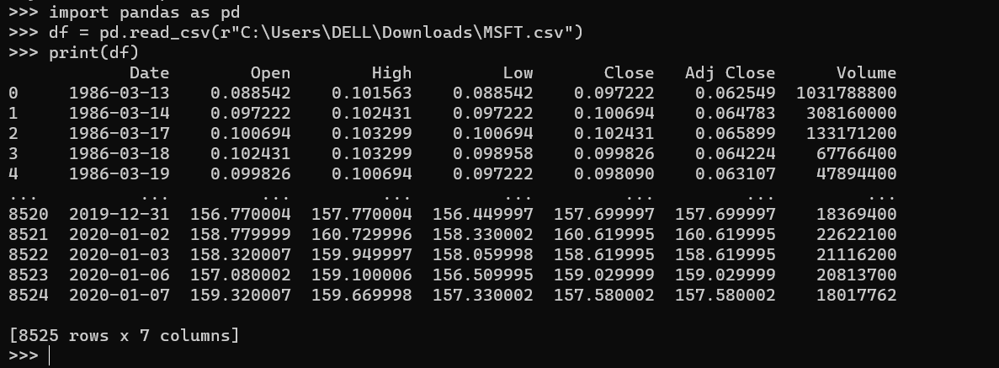 >>> import pandas as pd
>>> df = pd.read_csv(r"C:\Users\DELL\Downloads\MSFT.csv")
>>> print(df)
            Date        Open        High         Low       Close   Adj Close      Volume
0     1986-03-13    0.088542    0.101563    0.088542    0.097222    0.062549  1031788800
1     1986-03-14    0.097222    0.102431    0.097222    0.100694    0.064783   308160000
2     1986-03-17    0.100694    0.103299    0.100694    0.102431    0.065899   133171200
3     1986-03-18    0.102431    0.103299    0.098958    0.099826    0.064224    67766400
4     1986-03-19    0.099826    0.100694    0.097222    0.098090    0.063107    47894400
...          ...         ...         ...         ...         ...         ...         ...
8520  2019-12-31  156.770004  157.770004  156.449997  157.699997  157.699997    18369400
8521  2020-01-02  158.779999  160.729996  158.330002  160.619995  160.619995    22622100
8522  2020-01-03  158.320007  159.949997  158.059998  158.619995  158.619995    21116200
8523  2020-01-06  157.080002  159.100006  156.509995  159.029999  159.029999    20813700
8524  2020-01-07  159.320007  159.669998  157.330002  157.580002  157.580002    18017762
[8525 rows x 7 columns]
>>>